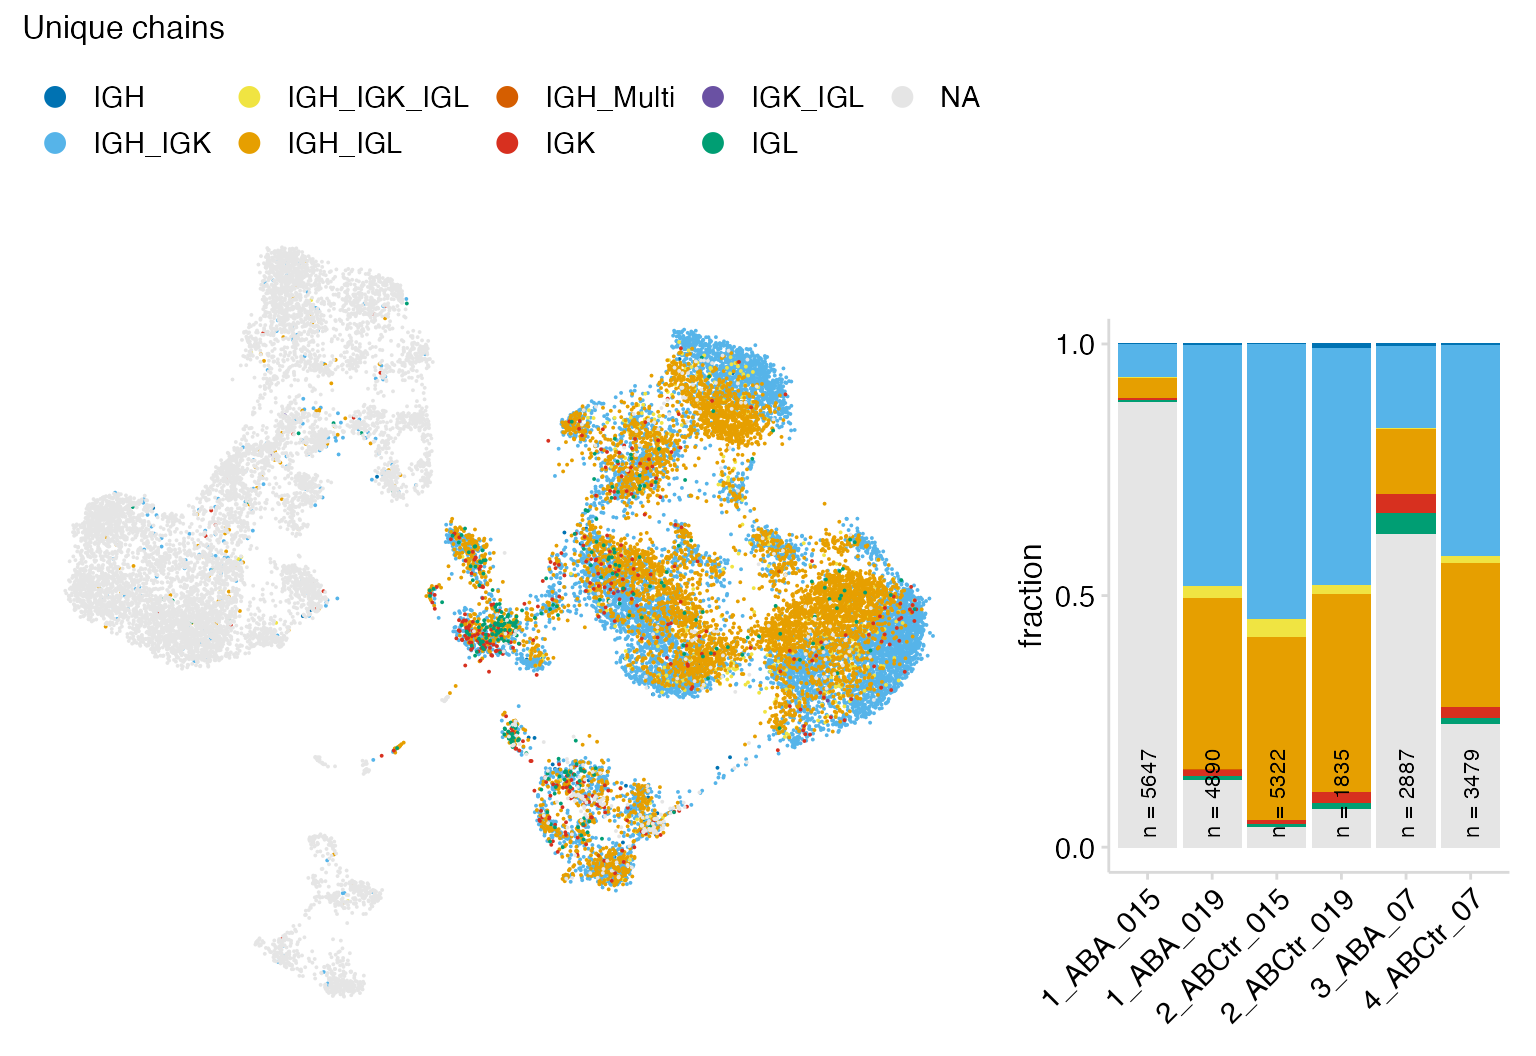 Unique chains
IGH IGH_IGK_IGL IGH_Multi IGK_IGL NA
IGH_IGK IGH_IGL IGK IGL
1.0
0.5
0.0
fraction
n = 5647
n = 4890
n = 5322
n = 1835
n = 2887
n = 3479
1_ABA_015
1_ABA_019
2_ABCtr_015
2_ABCtr_019
3_ABA_07
4_ABCtr_07